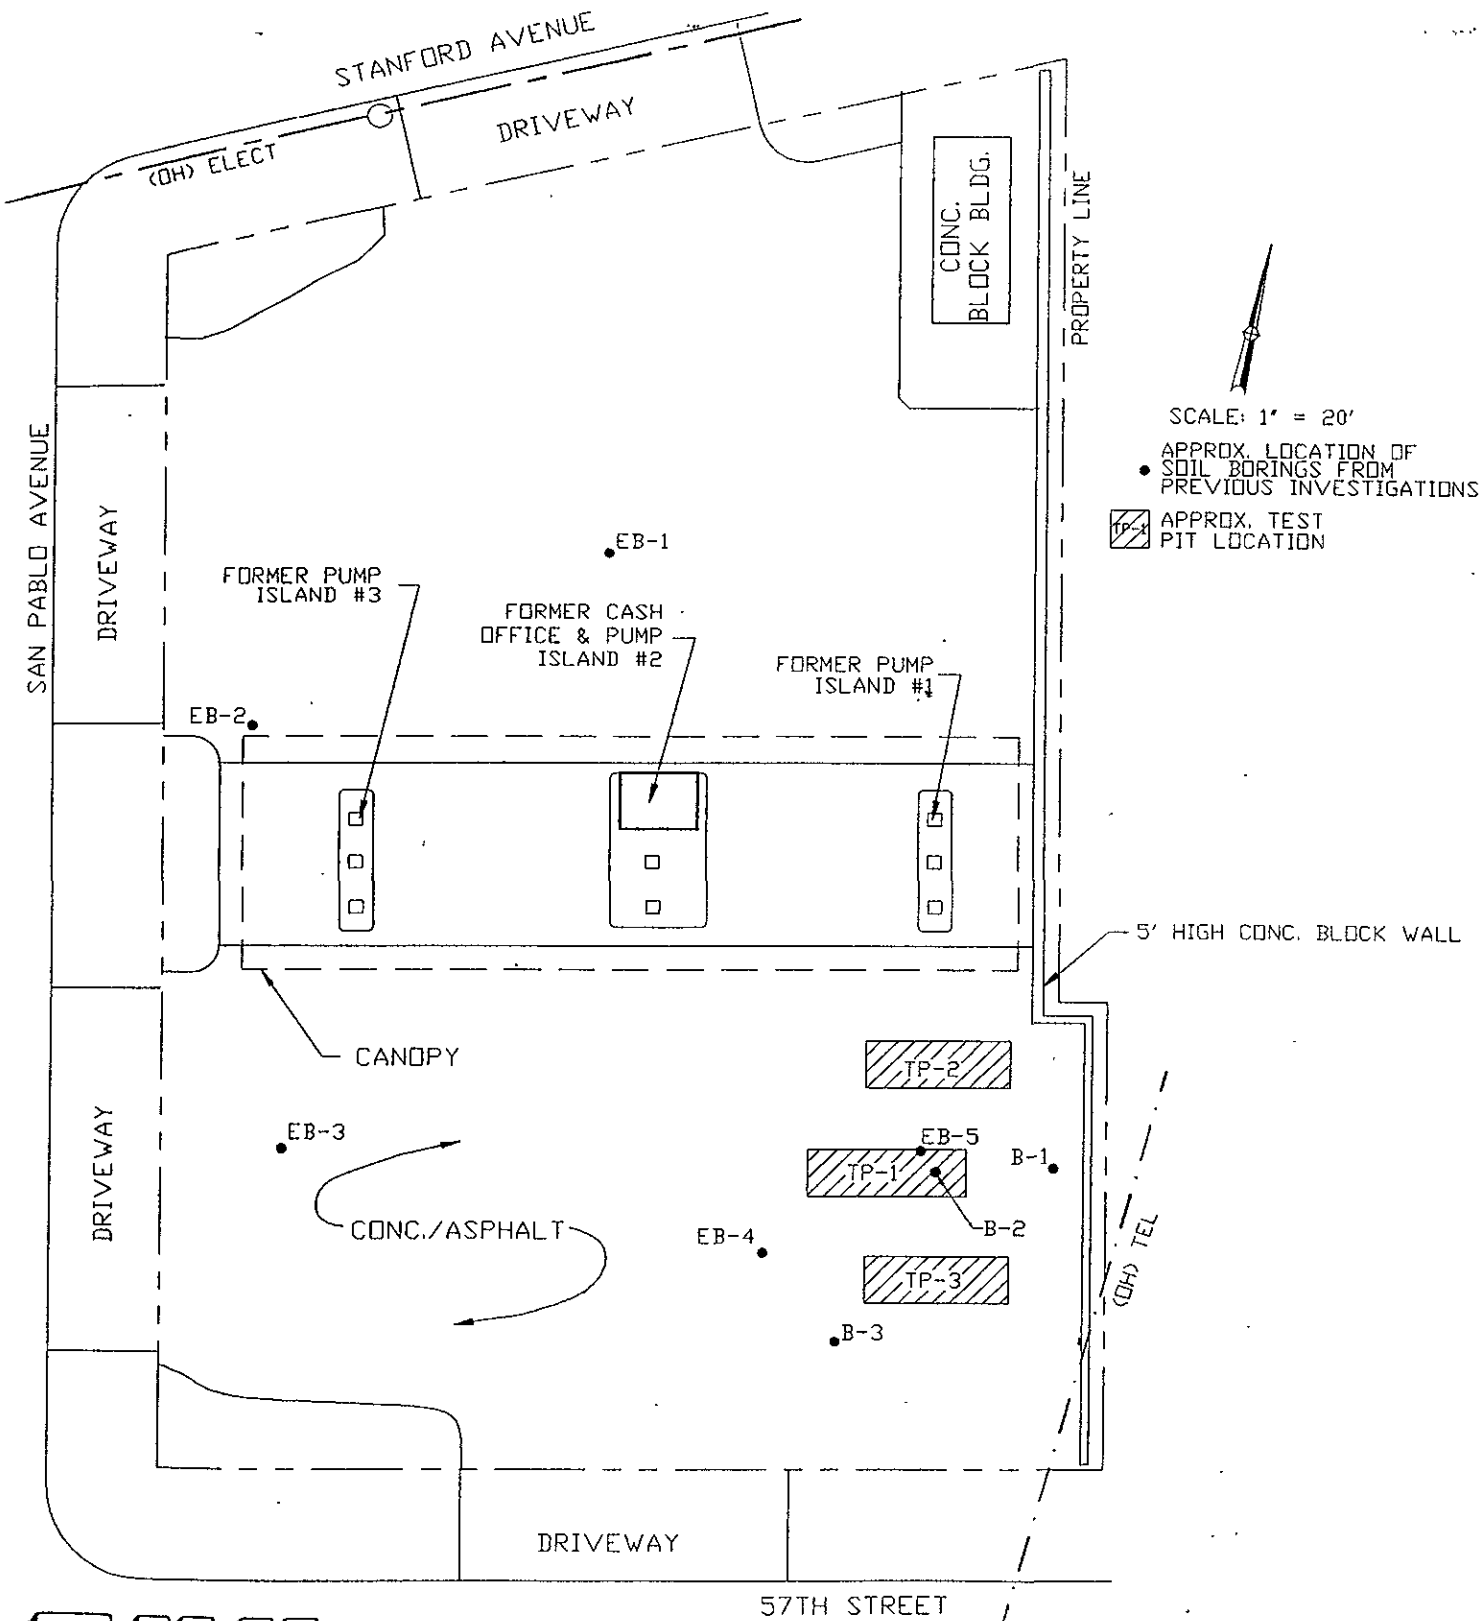 STANFORD AVENUE
(OH) ELECT
DRIVEWAY
CONC.
BLOCK BLDG.
PROPERTY LINE
SCALE: 1" = 20'
APPROX. LOCATION OF
SOIL BORINGS FROM
PREVIOUS INVESTIGATIONS
TP-1
APPROX. TEST
PIT LOCATION
SAN PABLO AVENUE
DRIVEWAY
EB-1
FORMER PUMP
ISLAND #3
FORMER CASH
OFFICE & PUMP
ISLAND #2
FORMER PUMP
ISLAND #1
EB-2
5' HIGH CONC. BLOCK WALL
CANOPY
TP-2
DRIVEWAY
EB-3
EB-5
B-1
TP-1
CONC./ASPHALT
B-2
EB-4
TP-3
(OH) TEL
B-3
DRIVEWAY
57TH STREET